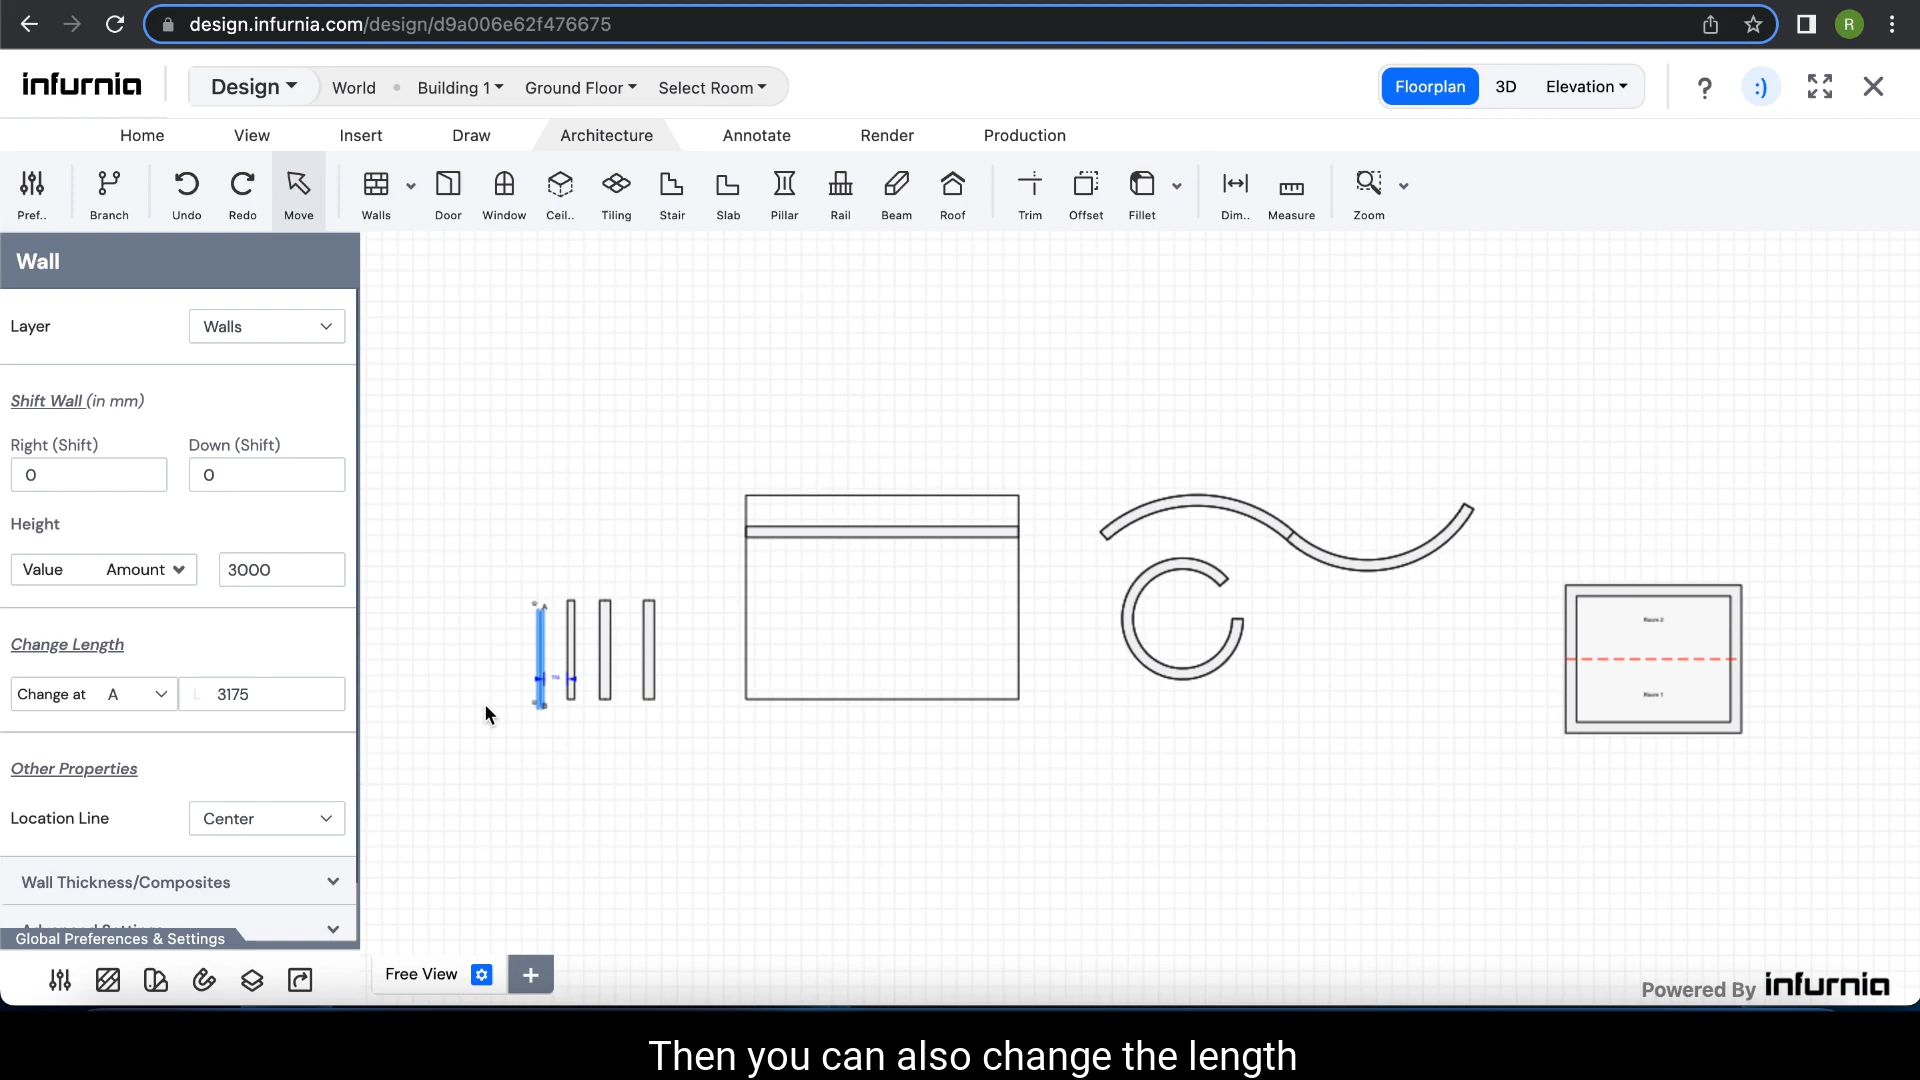 design.infurnia.com/design/d9a006e62f476675
R
infurnia
Design World Building 1 Ground Floor Select Room
Floorplan 3D Elevation ? :)
Home View Insert Draw Architecture Annotate Render Production
Pref.. Branch Undo Redo Move Walls Door Window Ceil.. Tiling Stair Slab Pillar Rail Beam Roof Trim Offset Fillet Dim.. Measure Zoom
Wall
Layer Walls
Shift Wall (in mm)
Right (Shift) Down (Shift)
0 0
Height
Value Amount 3000
Change Length
Change at A L 3175
Other Properties
Location Line Center
Wall Thickness/Composites
Global Preferences & Settings
A
Room 2
Room 1
Free View +
Powered By infurnia
Then you can also change the length